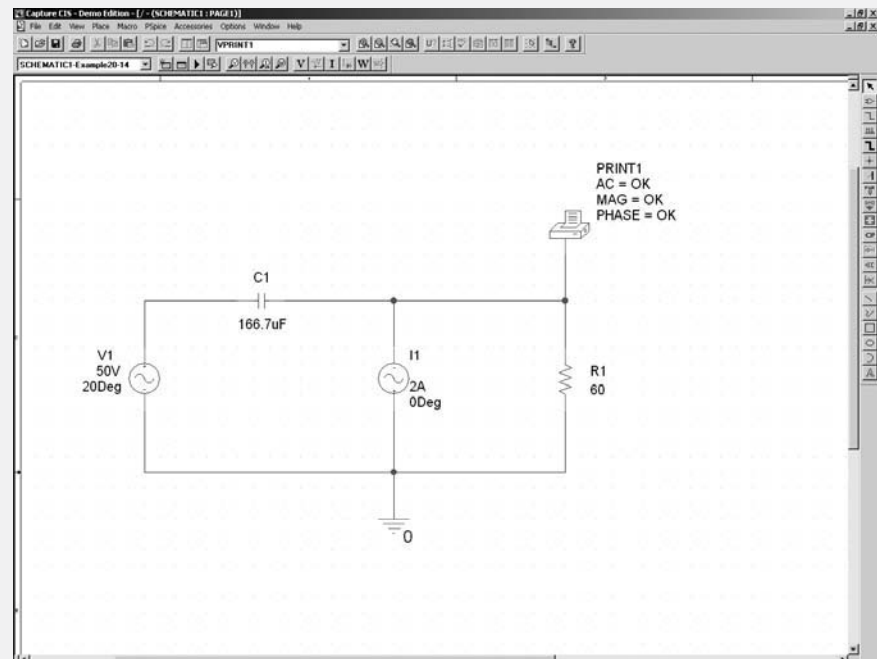 Capture CIS - Demo Edition - [/ - (SCHEMATIC1 : PAGE1)]
File Edit View Place Macro PSpice Accessories Options Window Help
VPRINT1
SCHEMATIC1-Example20-14
V I W
PRINT1
AC = OK
MAG = OK
PHASE = OK
C1
166.7uF
V1
50V
20Deg
I1
2A
0Deg
R1
60
0